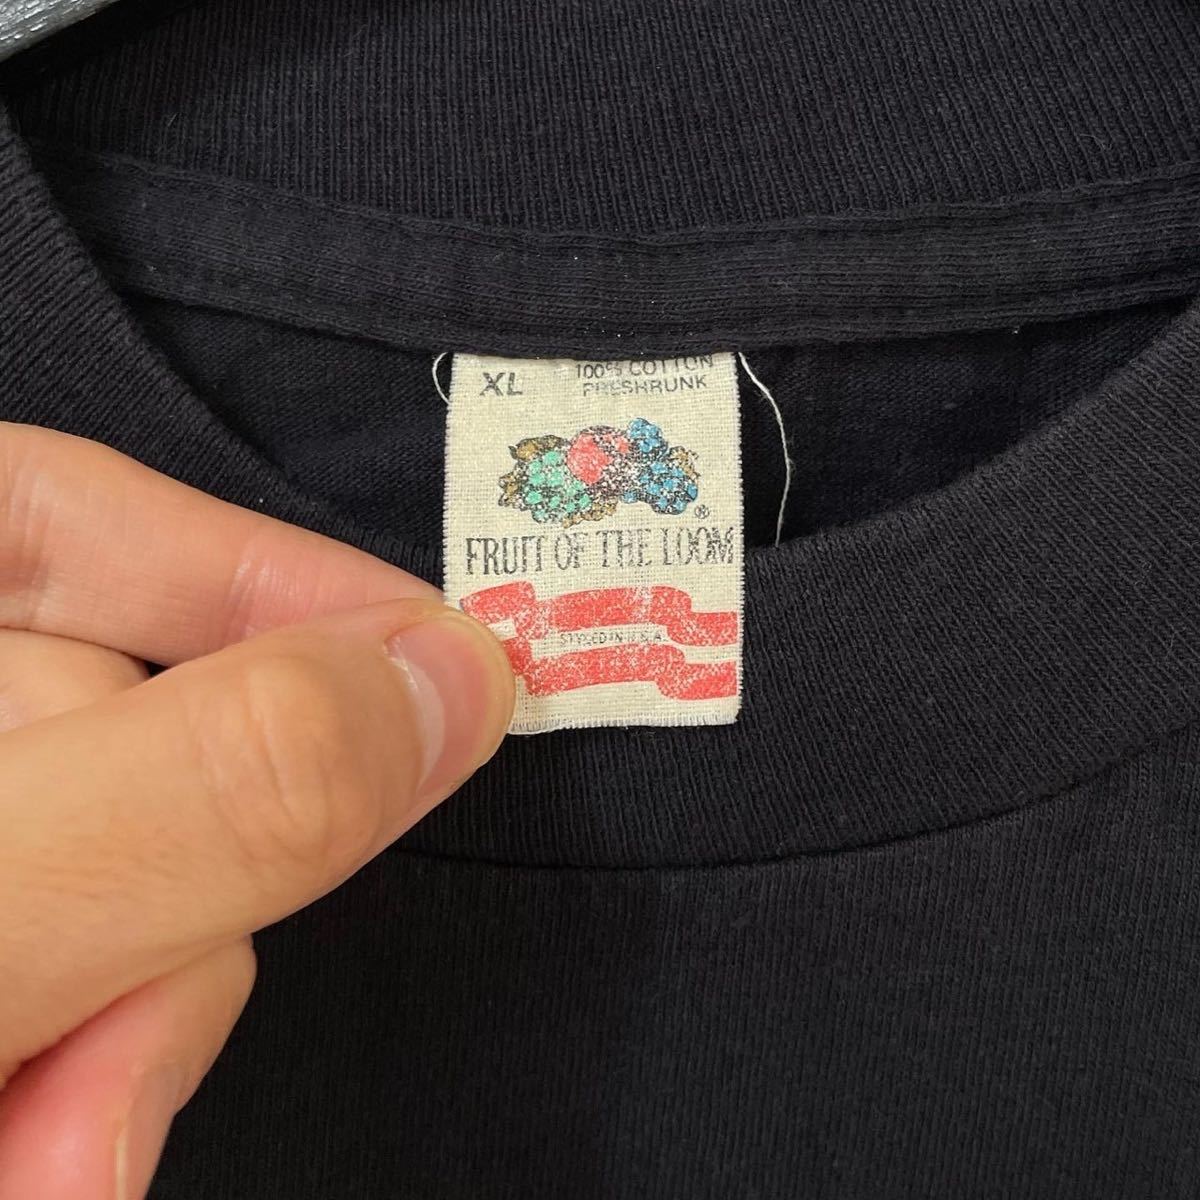 XL
100% COTTON
PRESHRUNK
®
FRUIT OF THE LOOM
STYLED IN U.S.A.